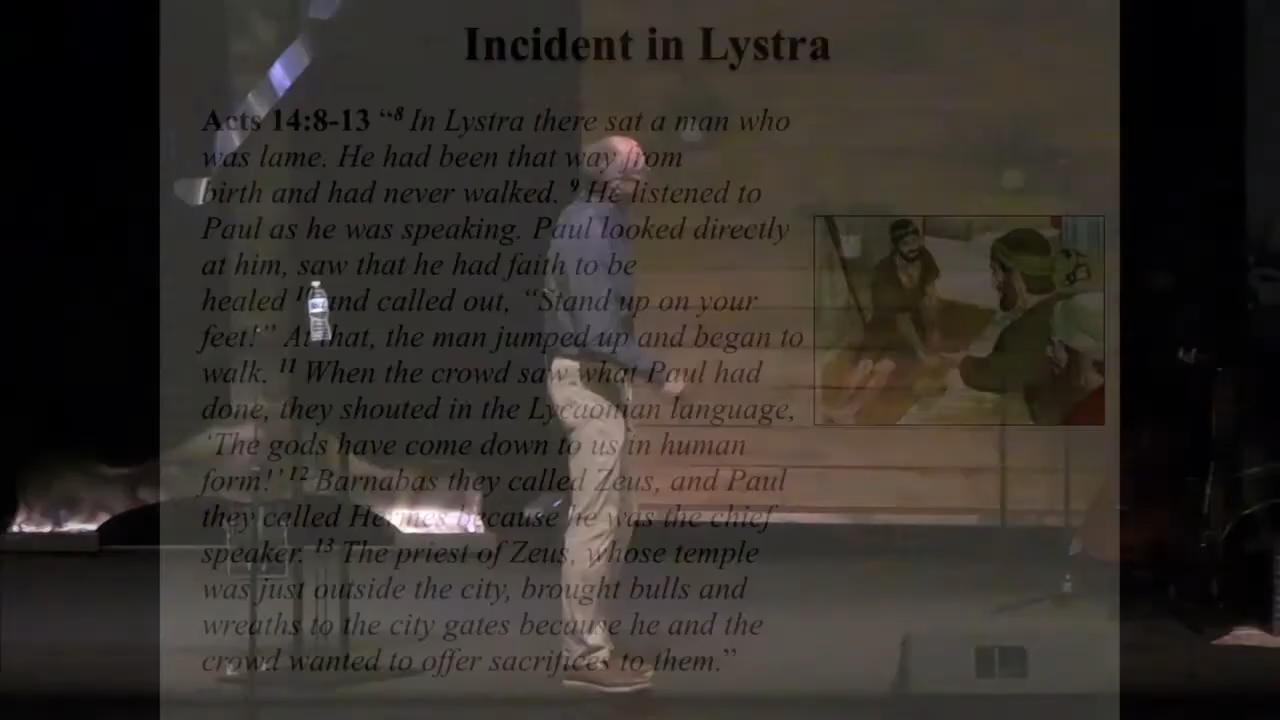 Incident in Lystra
Acts 14:8-13 “8 In Lystra there sat a man who
was lame. He had been that way from
birth and had never walked. 9 He listened to
Paul as he was speaking. Paul looked directly
at him, saw that he had faith to be
healed 10 and called out, “Stand up on your
feet!” At that, the man jumped up and began to
walk. 11 When the crowd saw what Paul had
done, they shouted in the Lycaonian language,
‘The gods have come down to us in human
form!’ 12 Barnabas they called Zeus, and Paul
they called Hermes because he was the chief
speaker. 13 The priest of Zeus, whose temple
was just outside the city, brought bulls and
wreaths to the city gates because he and the
crowd wanted to offer sacrifices to them.”